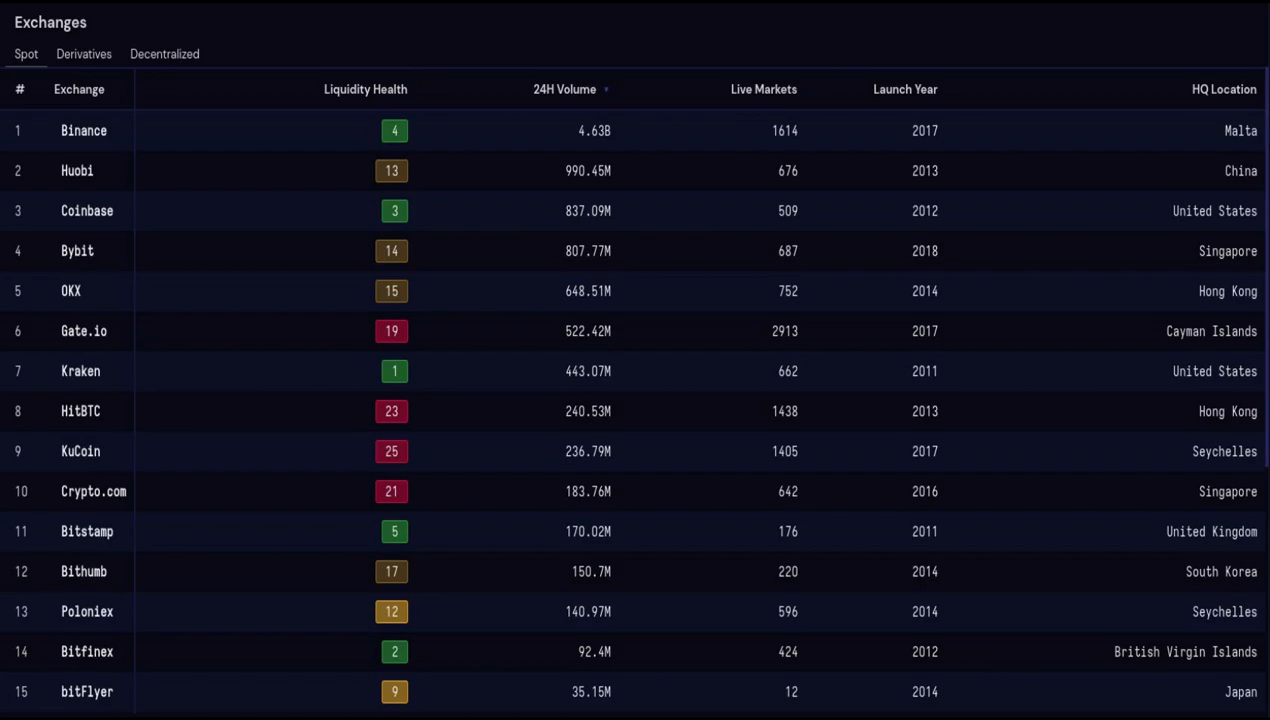 Exchanges
Spot Derivatives Decentralized
# Exchange Liquidity Health 24H Volume Live Markets Launch Year HQ Location
1 Binance 4 4.63B 1614 2017 Malta
2 Huobi 13 990.45M 676 2013 China
3 Coinbase 3 837.09M 509 2012 United States
4 Bybit 14 807.77M 687 2018 Singapore
5 OKX 15 648.51M 752 2014 Hong Kong
6 Gate.io 19 522.42M 2913 2017 Cayman Islands
7 Kraken 1 443.07M 662 2011 United States
8 HitBTC 23 240.53M 1438 2013 Hong Kong
9 KuCoin 25 236.79M 1405 2017 Seychelles
10 Crypto.com 21 183.76M 642 2016 Singapore
11 Bitstamp 5 170.02M 176 2011 United Kingdom
12 Bithumb 17 150.7M 220 2014 South Korea
13 Poloniex 12 140.97M 596 2014 Seychelles
14 Bitfinex 2 92.4M 424 2012 British Virgin Islands
15 bitFlyer 9 35.15M 12 2014 Japan